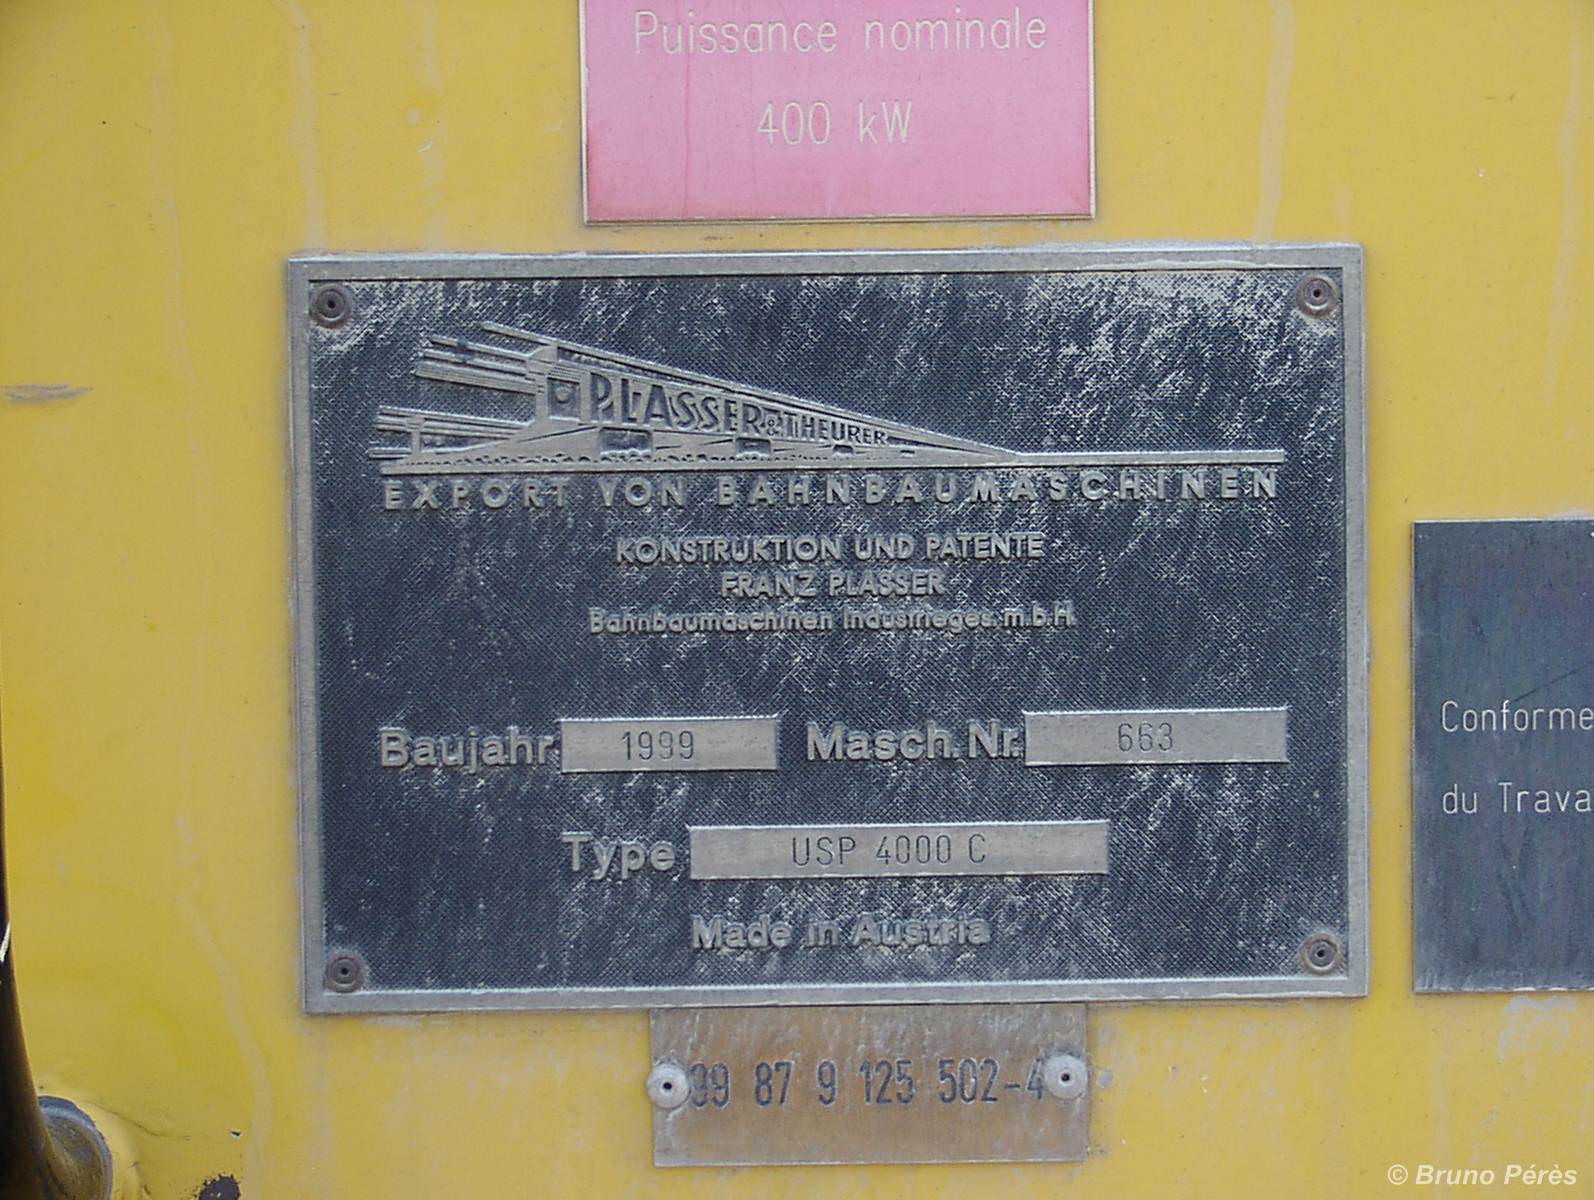 Puissance nominale
400 kW
PLASSER & THEURER
EXPORT VON BAHNBAUMASCHINEN
KONSTRUKTION UND PATENTE
FRANZ PLASSER
Bahnbaumaschinen Industrieges.m.b.H.
Baujahr 1999 Masch.Nr. 663
Type USP 4000 C
Made in Austria
Conforme
du Trava
99 87 9 125 502-4
© Bruno Pérès